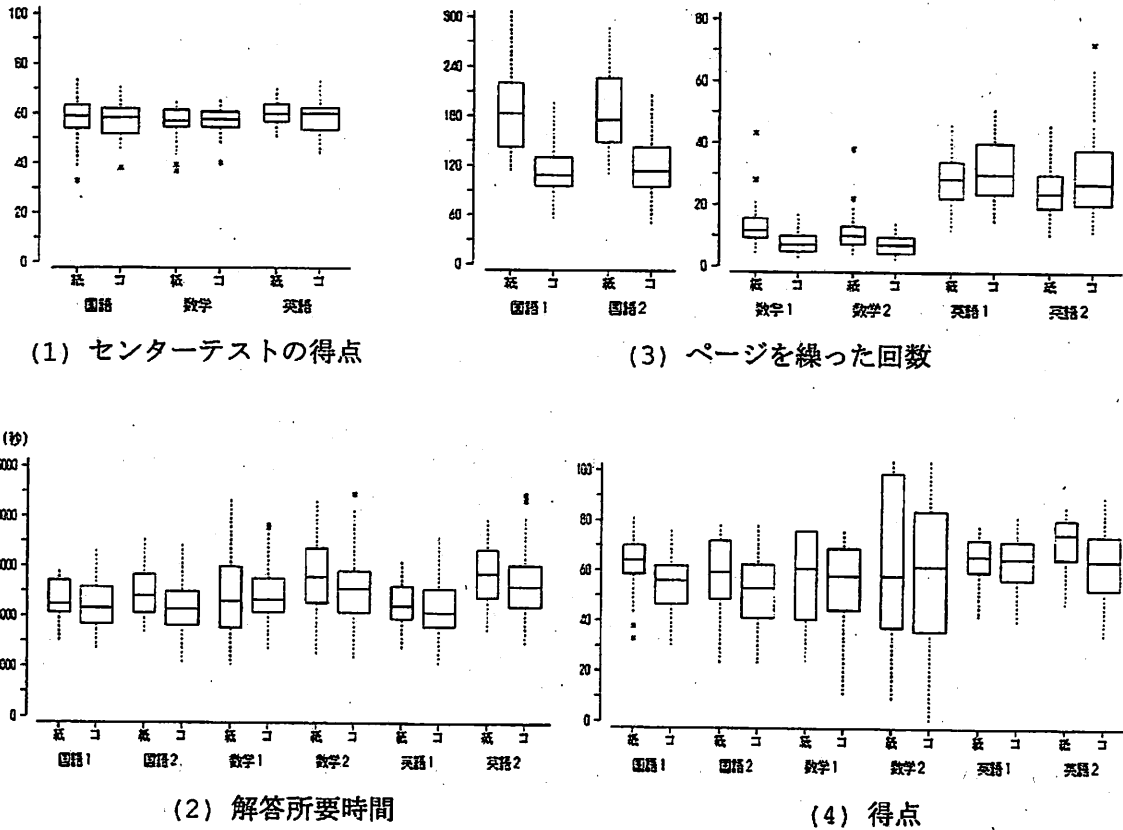 100
80
60
40
20
0
紙 コ 紙 コ 紙 コ
国語 数学 英語
(1) センターテストの得点
300
240
180
120
60
0
紙 コ 紙 コ
国語1 国語2
80
60
40
20
0
紙 コ 紙 コ 紙 コ 紙 コ
数学1 数学2 英語1 英語2
(3) ページを繰った回数
(秒)
0
紙 コ 紙 コ 紙 コ 紙 コ 紙 コ 紙 コ
国語1 国語2 数学1 数学2 英語1 英語2
(2) 解答所要時間
100
80
60
40
20
0
紙 コ 紙 コ 紙 コ 紙 コ 紙 コ 紙 コ
国語1 国語2 数学1 数学2 英語1 英語2
(4) 得点